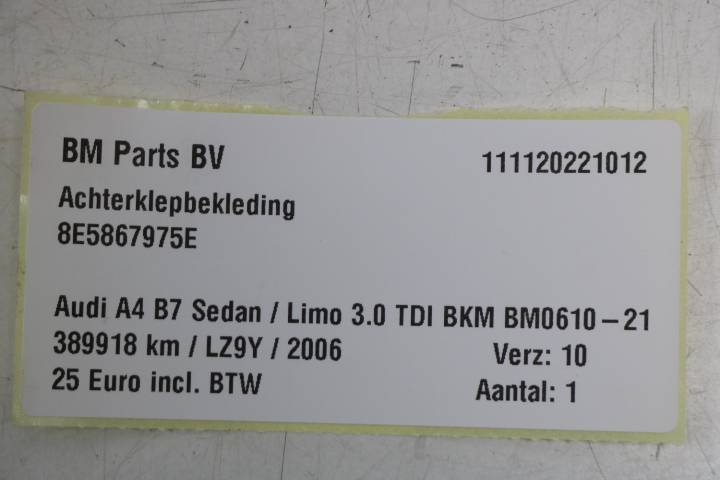 BM Parts BV 111120221012
Achterklepbekleding
8E5867975E
Audi A4 B7 Sedan / Limo 3.0 TDI BKM BM0610-21
389918 km / LZ9Y / 2006 Verz: 10
25 Euro incl. BTW Aantal: 1